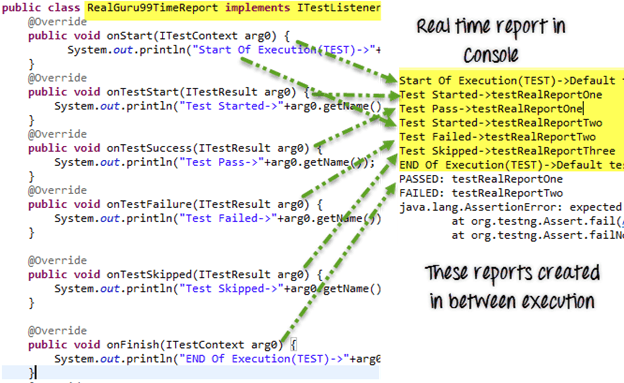 public class RealGuru99TimeReport implements ITestListener
@Override
public void onStart(ITestContext arg0) {
System.out.println("Start Of Execution(TEST)->"+
}
@Override
public void onTestStart(ITestResult arg0) {
System.out.println("Test Started->"+arg0.getName()
}
@Override
public void onTestSuccess(ITestResult arg0) {
System.out.println("Test Pass->"+arg0.getName());
}
@Override
public void onTestFailure(ITestResult arg0) {
System.out.println("Test Failed->"+arg0.getName())
}
@Override
public void onTestSkipped(ITestResult arg0) {
System.out.println("Test Skipped->"+arg0.getName()
}
@Override
public void onFinish(ITestContext arg0) {
System.out.println("END Of Execution(TEST)->"+arg0
}
Real time report in
Console
Start Of Execution(TEST)->Default
Test Started->testRealReportOne
Test Pass->testRealReportOne
Test Started->testRealReportTwo
Test Failed->testRealReportTwo
Test Skipped->testRealReportThree
END Of Execution(TEST)->Default tes
PASSED: testRealReportOne
FAILED: testRealReportTwo
java.lang.AssertionError: expected
at org.testng.Assert.fail(
at org.testng.Assert.failNo
These reports created
in between execution